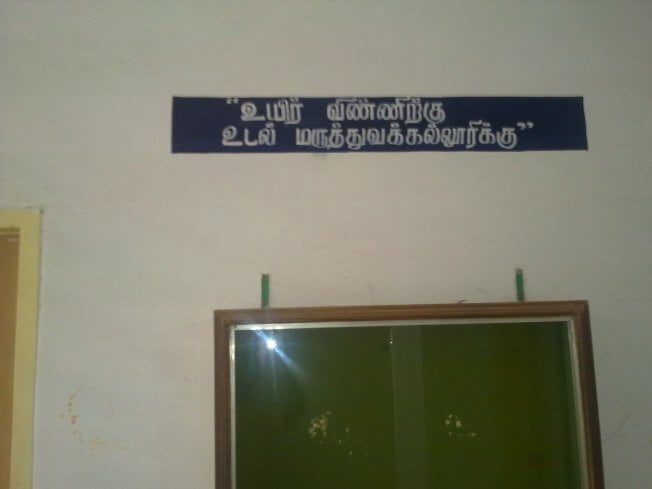 “உயிர் விண்ணிற்கு
உடல் மருத்துவக்கல்லூரிக்கு”